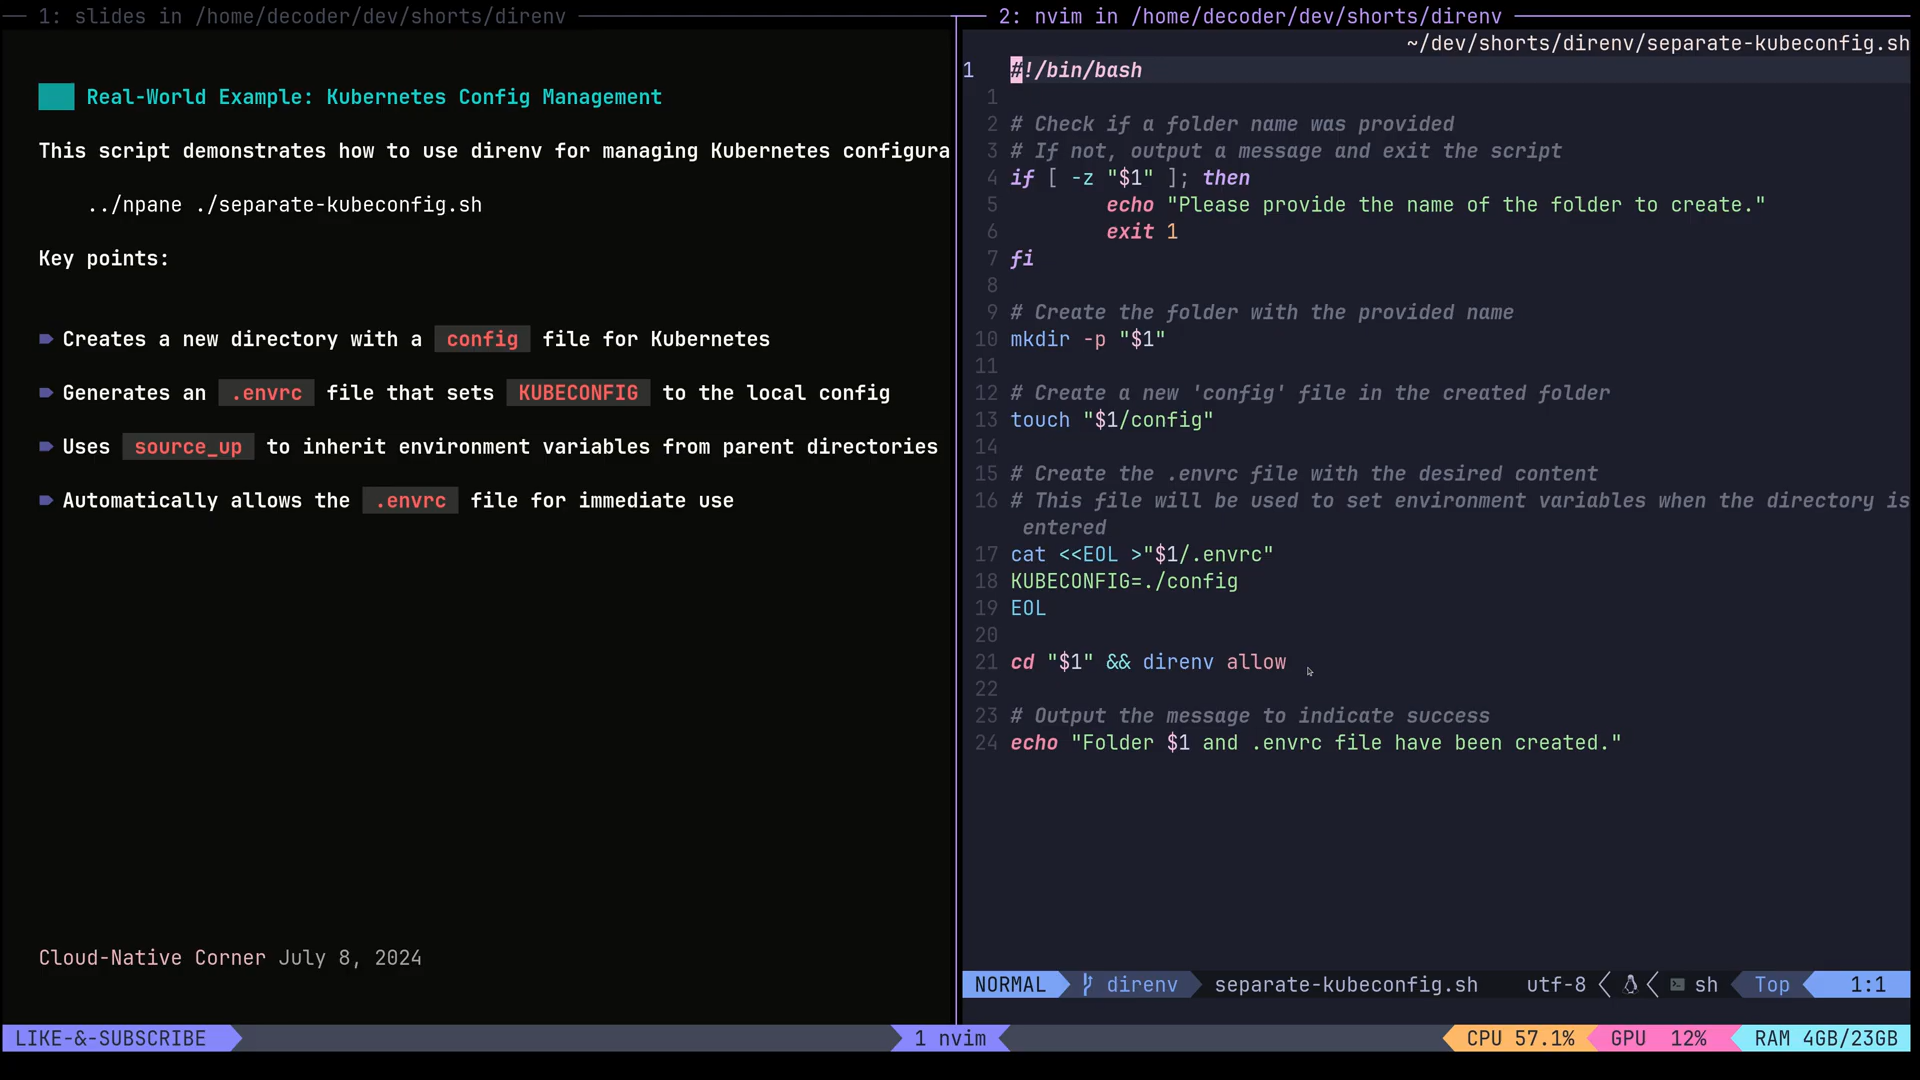 1: slides in /home/decoder/dev/shorts/direnv
Real-World Example: Kubernetes Config Management
This script demonstrates how to use direnv for managing Kubernetes configura
../npane ./separate-kubeconfig.sh
Key points:
Creates a new directory with a config file for Kubernetes
Generates an .envrc file that sets KUBECONFIG to the local config
Uses source_up to inherit environment variables from parent directories
Automatically allows the .envrc file for immediate use
Cloud-Native Corner July 8, 2024
2: nvim in /home/decoder/dev/shorts/direnv
~/dev/shorts/direnv/separate-kubeconfig.sh
1 #!/bin/bash
1
2 # Check if a folder name was provided
3 # If not, output a message and exit the script
4 if [ -z "$1" ]; then
5 echo "Please provide the name of the folder to create."
6 exit 1
7 fi
8
9 # Create the folder with the provided name
10 mkdir -p "$1"
11
12 # Create a new 'config' file in the created folder
13 touch "$1/config"
14
15 # Create the .envrc file with the desired content
16 # This file will be used to set environment variables when the directory is
entered
17 cat <<EOL >"$1/.envrc"
18 KUBECONFIG=./config
19 EOL
20
21 cd "$1" && direnv allow
22
23 # Output the message to indicate success
24 echo "Folder $1 and .envrc file have been created."
NORMAL direnv separate-kubeconfig.sh utf-8 sh Top 1:1
LIKE-&-SUBSCRIBE 1 nvim CPU 57.1% GPU 12% RAM 4GB/23GB